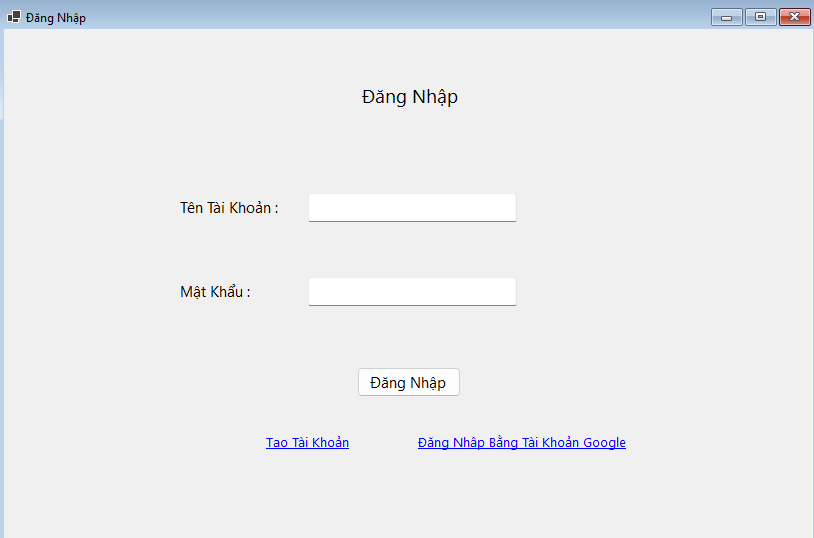 Đăng Nhập
Đăng Nhập
Tên Tài Khoản :
Mật Khẩu :
Đăng Nhập
Tạo Tài Khoản
Đăng Nhập Bằng Tài Khoản Google